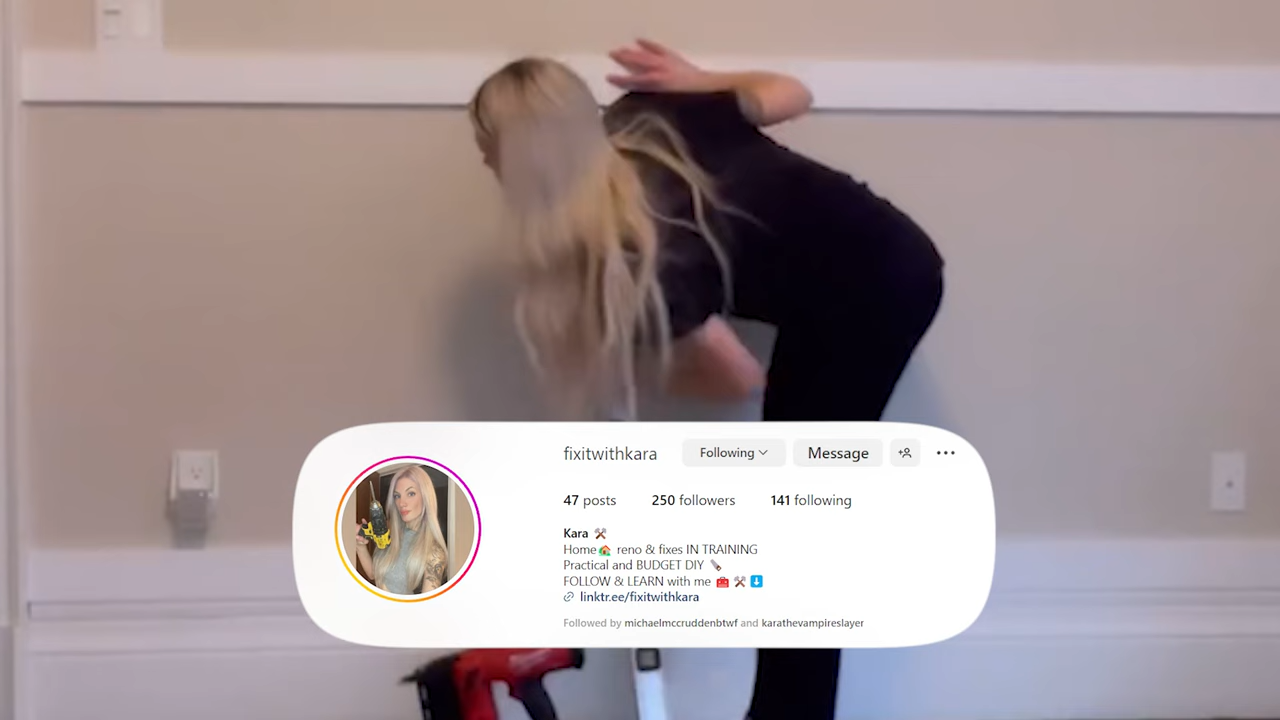 fixitwithkara Following Message
47 posts 250 followers 141 following
Kara
Home reno & fixes IN TRAINING
Practical and BUDGET DIY
FOLLOW & LEARN with me
linktr.ee/fixitwithkara
Followed by michaelmccruddenbtwf and karathevampireslayer